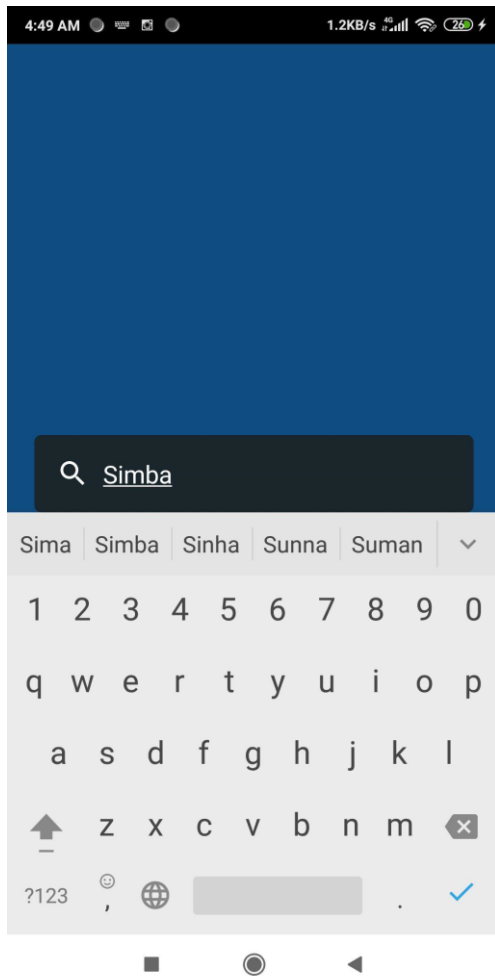 4:49 AM 1.2KB/s 4G 26
Simba
Sima Simba Sinha Sunna Suman
1 2 3 4 5 6 7 8 9 0
q w e r t y u i o p
a s d f g h j k l
z x c v b n m
?123 , .